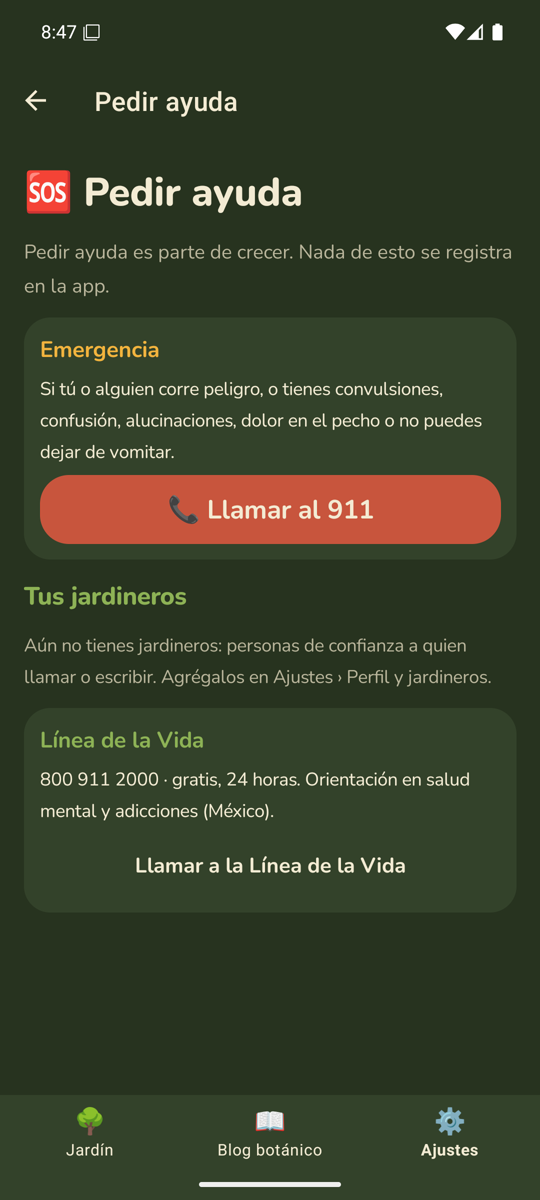 8:47
Pedir ayuda
🆘 Pedir ayuda
Pedir ayuda es parte de crecer. Nada de esto se registra
en la app.
Emergencia
Si tú o alguien corre peligro, o tienes convulsiones,
confusión, alucinaciones, dolor en el pecho o no puedes
dejar de vomitar.
📞 Llamar al 911
Tus jardineros
Aún no tienes jardineros: personas de confianza a quien
llamar o escribir. Agrégalos en Ajustes › Perfil y jardineros.
Línea de la Vida
800 911 2000 · gratis, 24 horas. Orientación en salud
mental y adicciones (México).
Llamar a la Línea de la Vida
Jardín
Blog botánico
Ajustes